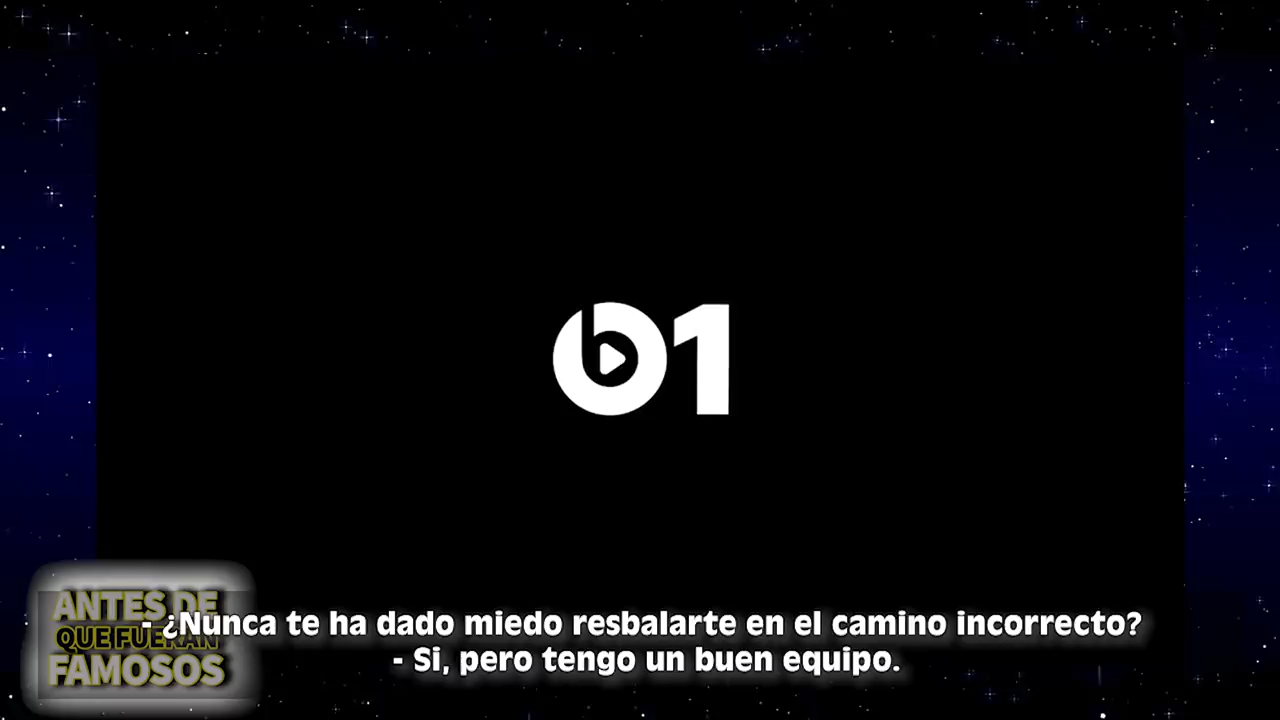 b1
ANTES DE
QUE FUERAN
FAMOSOS
- ¿Nunca te ha dado miedo resbalarte en el camino incorrecto?
- Si, pero tengo un buen equipo.